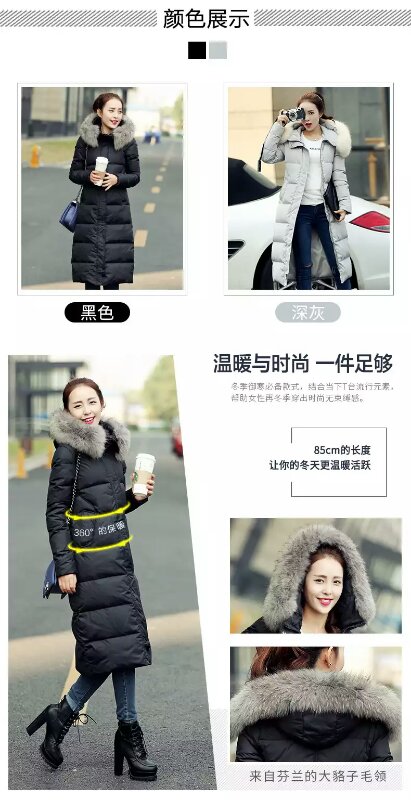 颜色展示
黑色
深灰
温暖与时尚 一件足够
冬季御寒必备款式，结合当下T台流行元素，
帮助女性再冬季穿出时尚无束缚感。
85cm的长度
让你的冬天更温暖活跃
360° 的保暖
来自芬兰的大貉子毛领